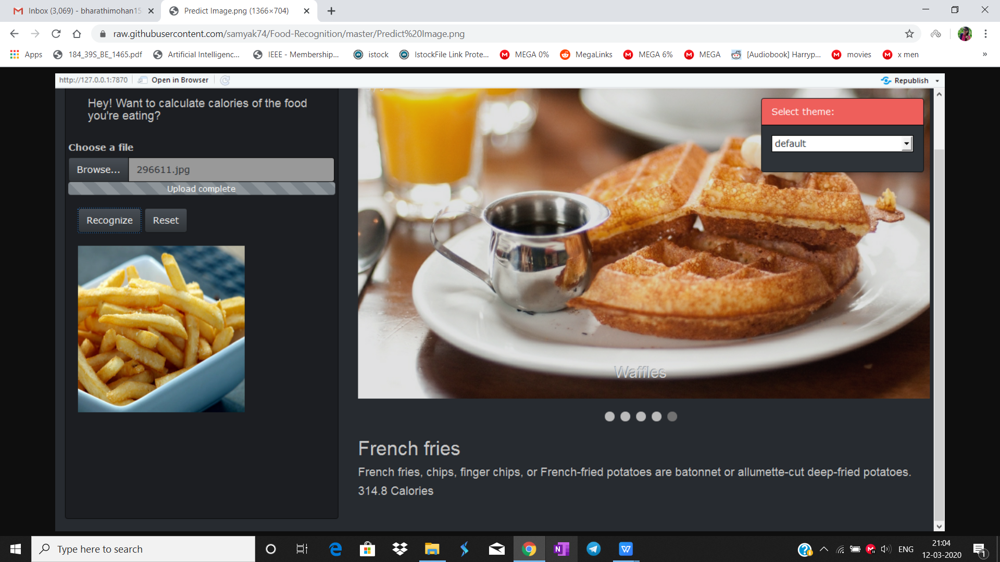 Inbox (3,069) - bharathimohan15
Predict Image.png (1366×704)
raw.githubusercontent.com/samyak74/Food-Recognition/master/Predict%20Image.png
Apps
184_39S_BE_1465.pdf
Artificial Intelligenc...
IEEE - Membership...
istock
IstockFile Link Prote...
MEGA 0%
MegaLinks
MEGA 6%
MEGA
[Audiobook] Harryp...
movies
x men
»
http://127.0.0.1:7870
Open in Browser
Republish
Hey! Want to calculate calories of the food
you're eating?
Select theme:
default
Choose a file
Browse...
296611.jpg
Upload complete
Recognize
Reset
Waffles
French fries
French fries, chips, finger chips, or French-fried potatoes are batonnet or allumette-cut deep-fried potatoes.
314.8 Calories
Type here to search
ENG
21:04
12-03-2020
1